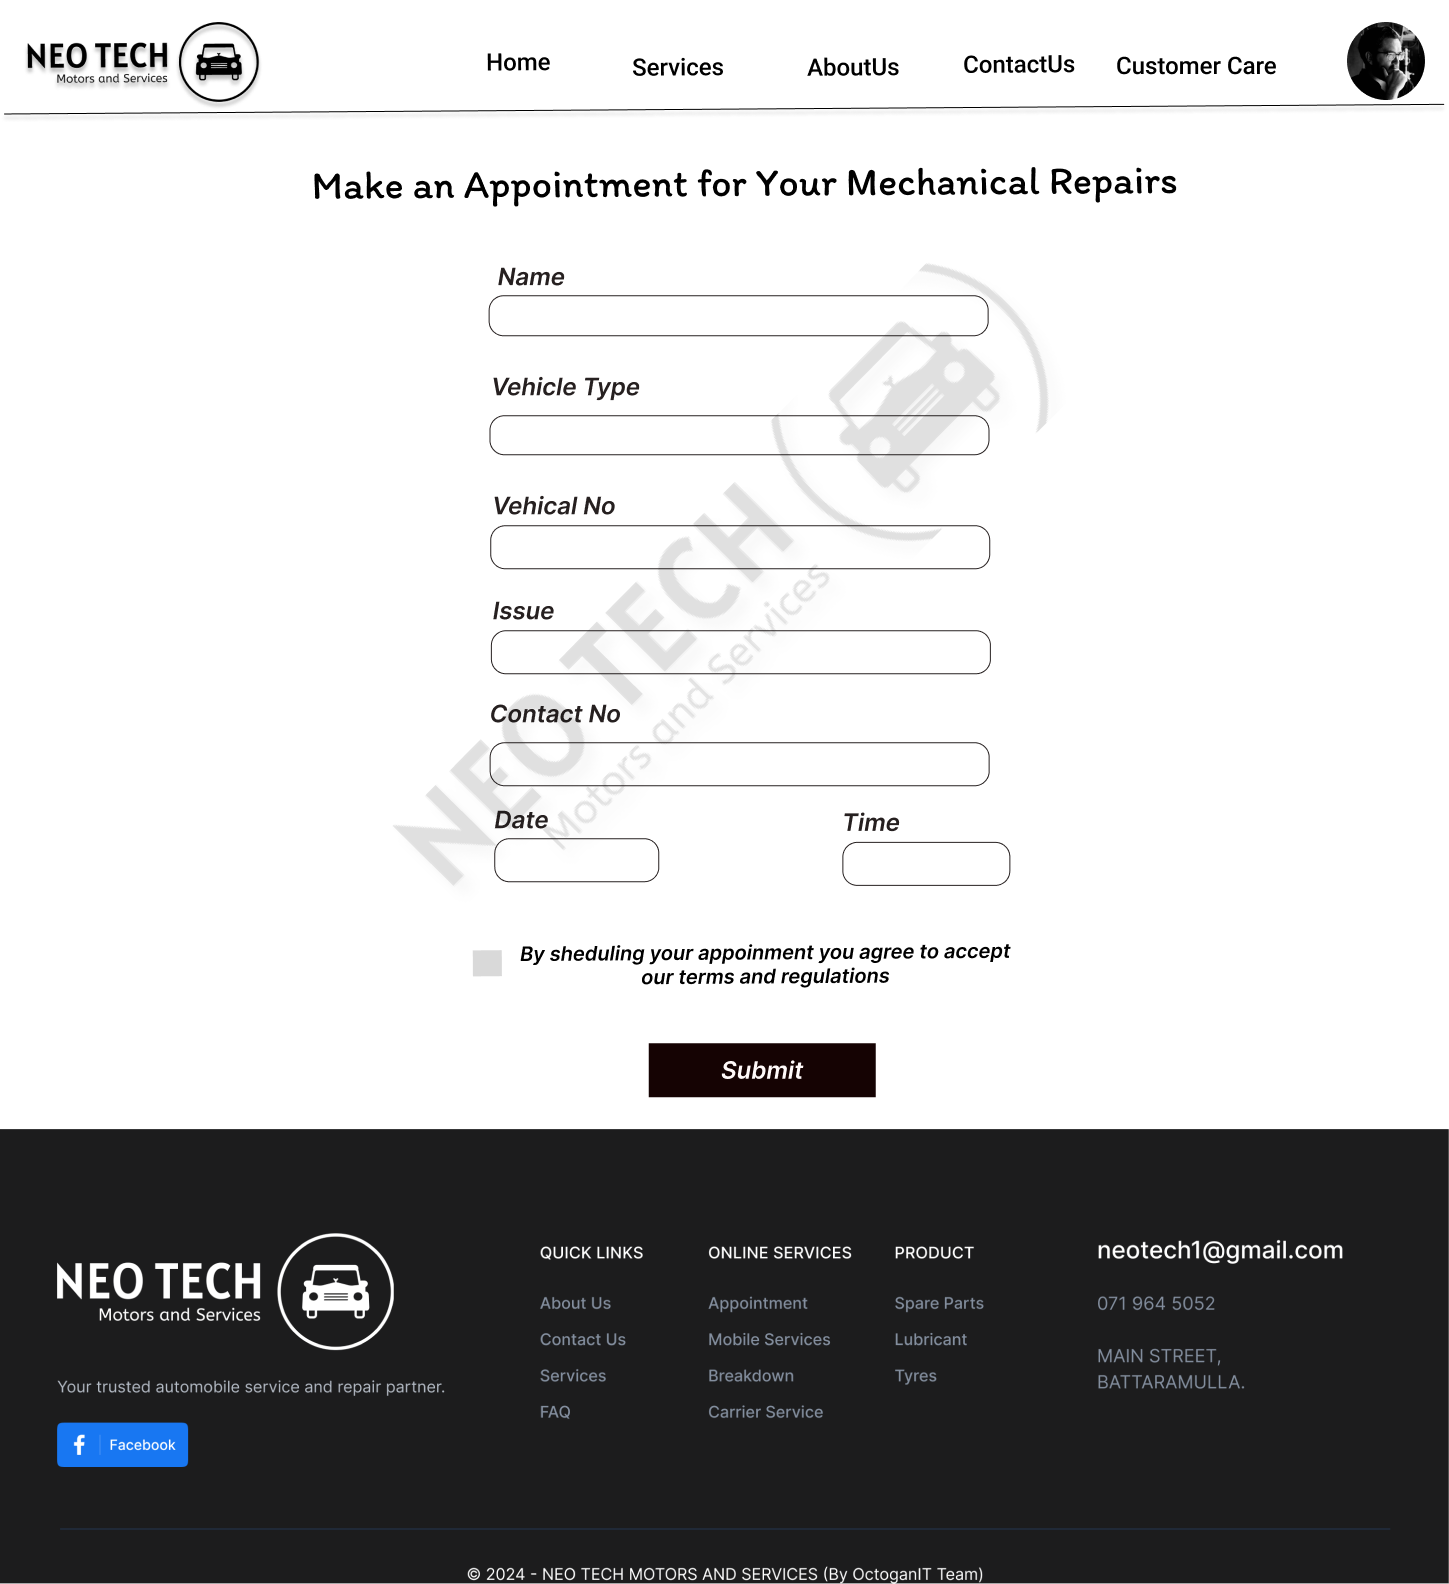 NEO TECH
Motors and Services
Home
Services
AboutUs
ContactUs
Customer Care
Make an Appointment for Your Mechanical Repairs
Name
Vehicle Type
Vehical No
Issue
Contact No
Date
Time
NEO TECH
Motors and Services
By sheduling your appoinment you agree to accept
our terms and regulations
Submit
NEO TECH
Motors and Services
Your trusted automobile service and repair partner.
Facebook
QUICK LINKS
About Us
Contact Us
Services
FAQ
ONLINE SERVICES
Appointment
Mobile Services
Breakdown
Carrier Service
PRODUCT
Spare Parts
Lubricant
Tyres
neotech1@gmail.com
071 964 5052
MAIN STREET,
BATTARAMULLA.
© 2024 - NEO TECH MOTORS AND SERVICES (By OctoganIT Team)